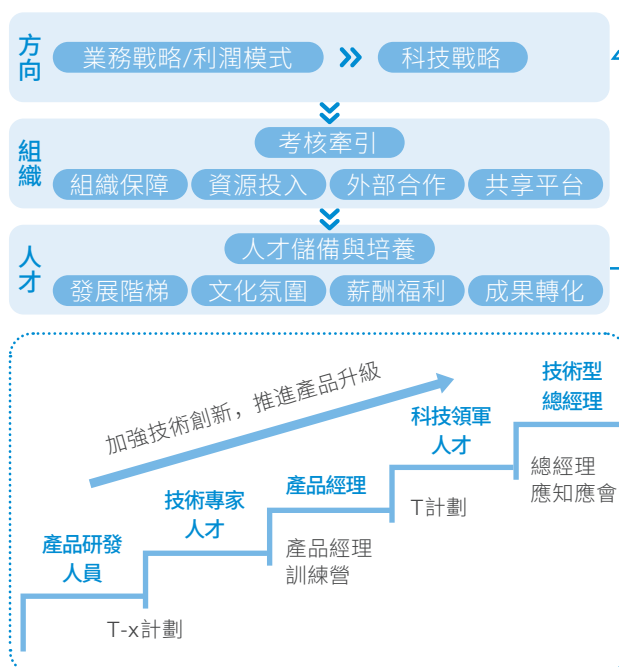 方向
業務戰略/利潤模式
科技戰略
組織
考核牽引
組織保障
資源投入
外部合作
共享平台
人才
人才儲備與培養
發展階梯
文化氛圍
薪酬福利
成果轉化
加強技術創新，推進產品升級
技術型
總經理
總經理
應知應會
科技領軍
人才
T計劃
產品經理
產品經理
訓練營
技術專家
人才
T-x計劃
產品研發
人員